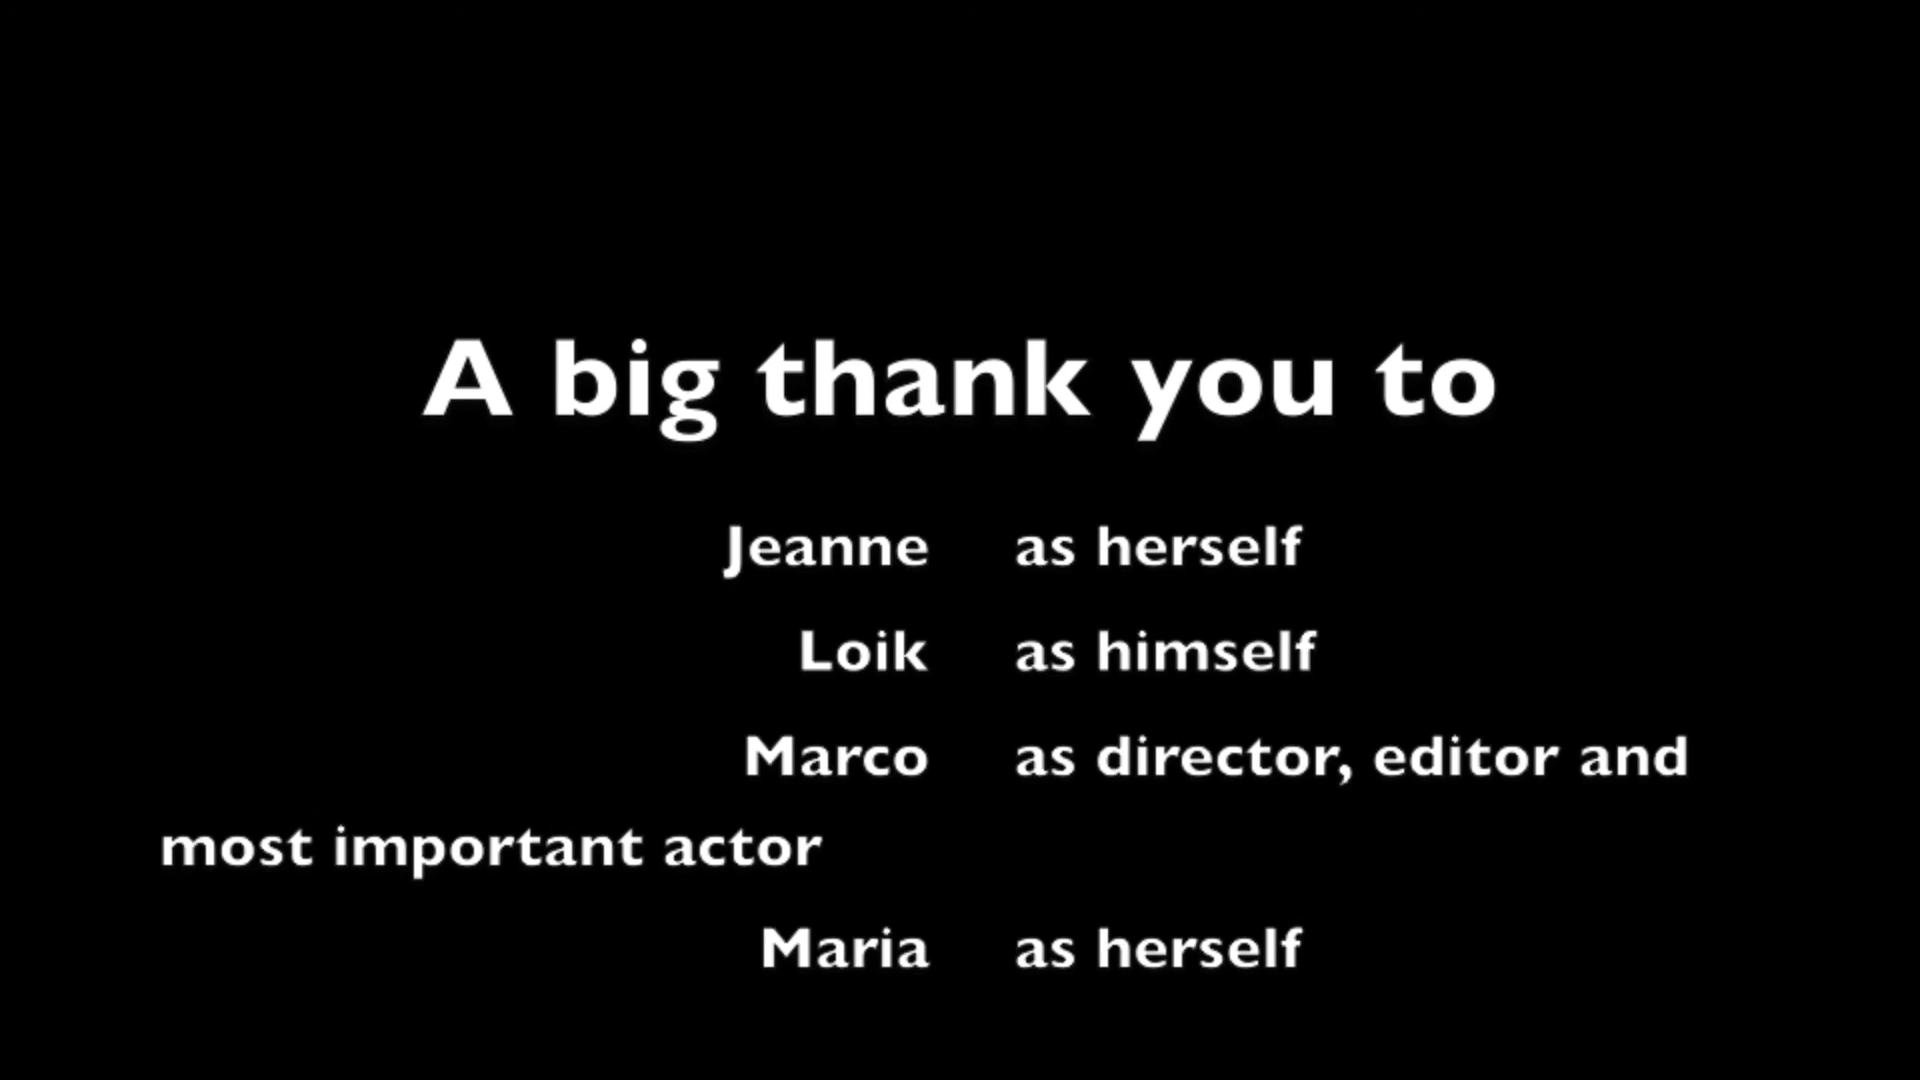 A big thank you to
Jeanne as herself
Loik as himself
Marco as director, editor and
most important actor
Maria as herself